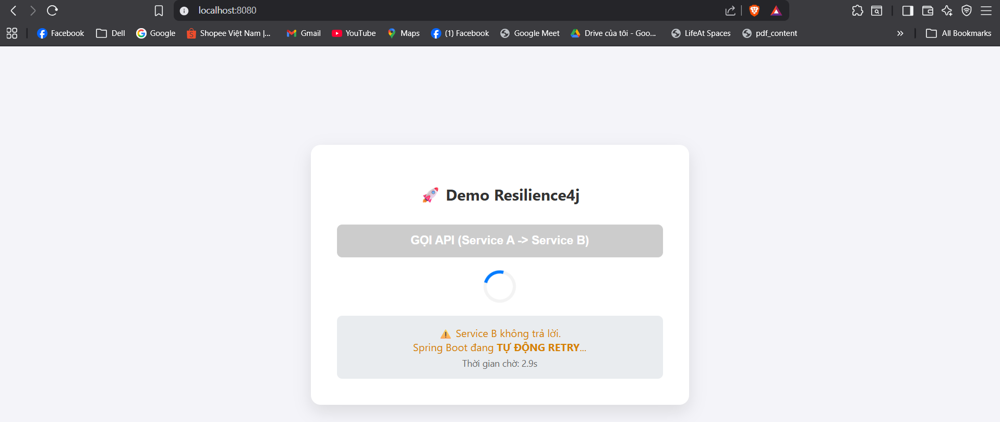 localhost:8080
Facebook
Dell
Google
Shopee Việt Nam |...
Gmail
YouTube
Maps
(1) Facebook
Google Meet
Drive của tôi - Goo...
LifeAt Spaces
pdf_content
»
All Bookmarks
🚀 Demo Resilience4j
GỌI API (Service A -> Service B)
⚠️ Service B không trả lời.
Spring Boot đang TỰ ĐỘNG RETRY...
Thời gian chờ: 2.9s